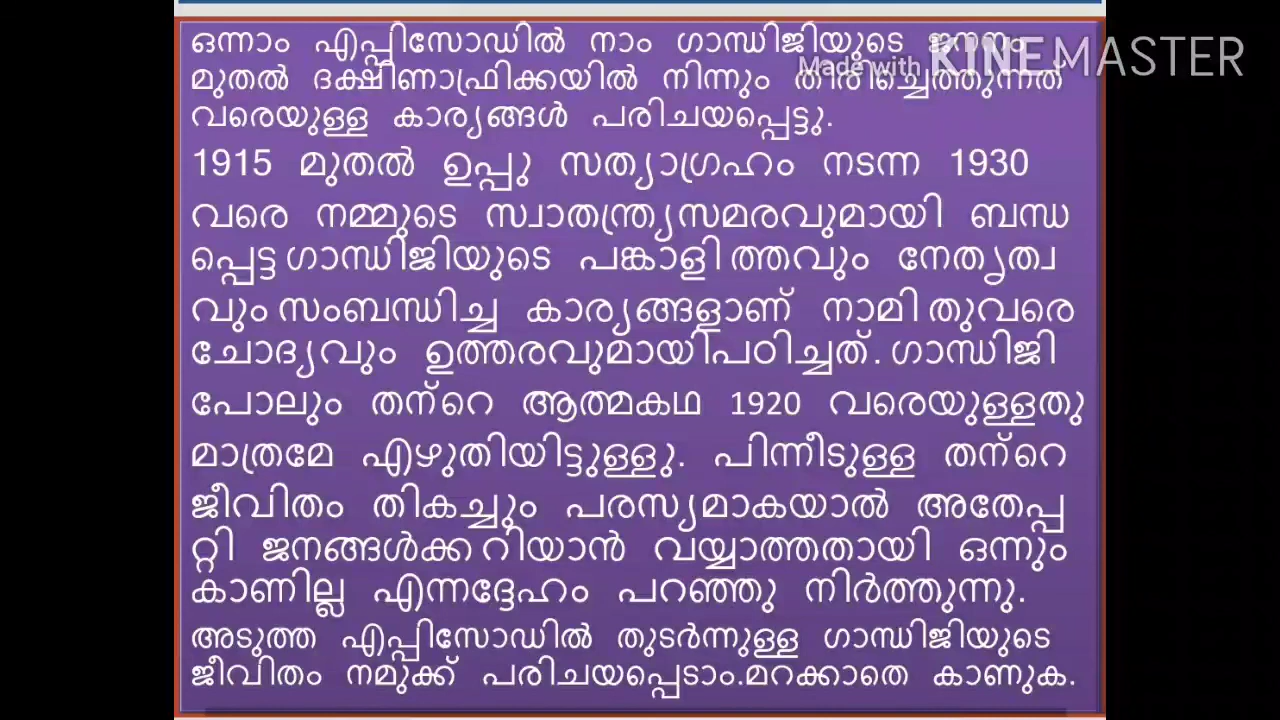 ഒന്നാം എപ്പിസോഡിൽ നാം ഗാന്ധിജിയുടെ ജനനം
Made with KINEMASTER
മുതൽ ദക്ഷിണാഫ്രിക്കയിൽ നിന്നും തിരിച്ചെത്തുന്നത്
വരെയുള്ള കാര്യങ്ങൾ പരിചയപ്പെട്ടു.
1915 മുതൽ ഉപ്പു സത്യാഗ്രഹം നടന്ന 1930
വരെ നമ്മുടെ സ്വാതന്ത്ര്യസമരവുമായി ബന്ധ
പ്പെട്ട ഗാന്ധിജിയുടെ പങ്കാളി ത്തവും നേതൃത്വ
വും സംബന്ധിച്ച കാര്യങ്ങളാണ് നാമി തുവരെ
ചോദ്യവും ഉത്തരവുമായിപഠിച്ചത്. ഗാന്ധിജി
പോലും തന്റെ ആത്മകഥ 1920 വരെയുള്ളതു
മാത്രമേ എഴുതിയിട്ടുള്ളു. പിന്നീടുള്ള തന്റെ
ജീവിതം തികച്ചും പരസ്യമാകയാൽ അതേപ്പ
റ്റി ജനങ്ങൾക്ക റിയാൻ വയ്യാത്തതായി ഒന്നും
കാണില്ല എന്നദ്ദേഹം പറഞ്ഞു നിർത്തുന്നു.
അടുത്ത എപ്പിസോഡിൽ തുടർന്നുള്ള ഗാന്ധിജിയുടെ
ജീവിതം നമുക്ക് പരിചയപ്പെടാം.മറക്കാതെ കാണുക.